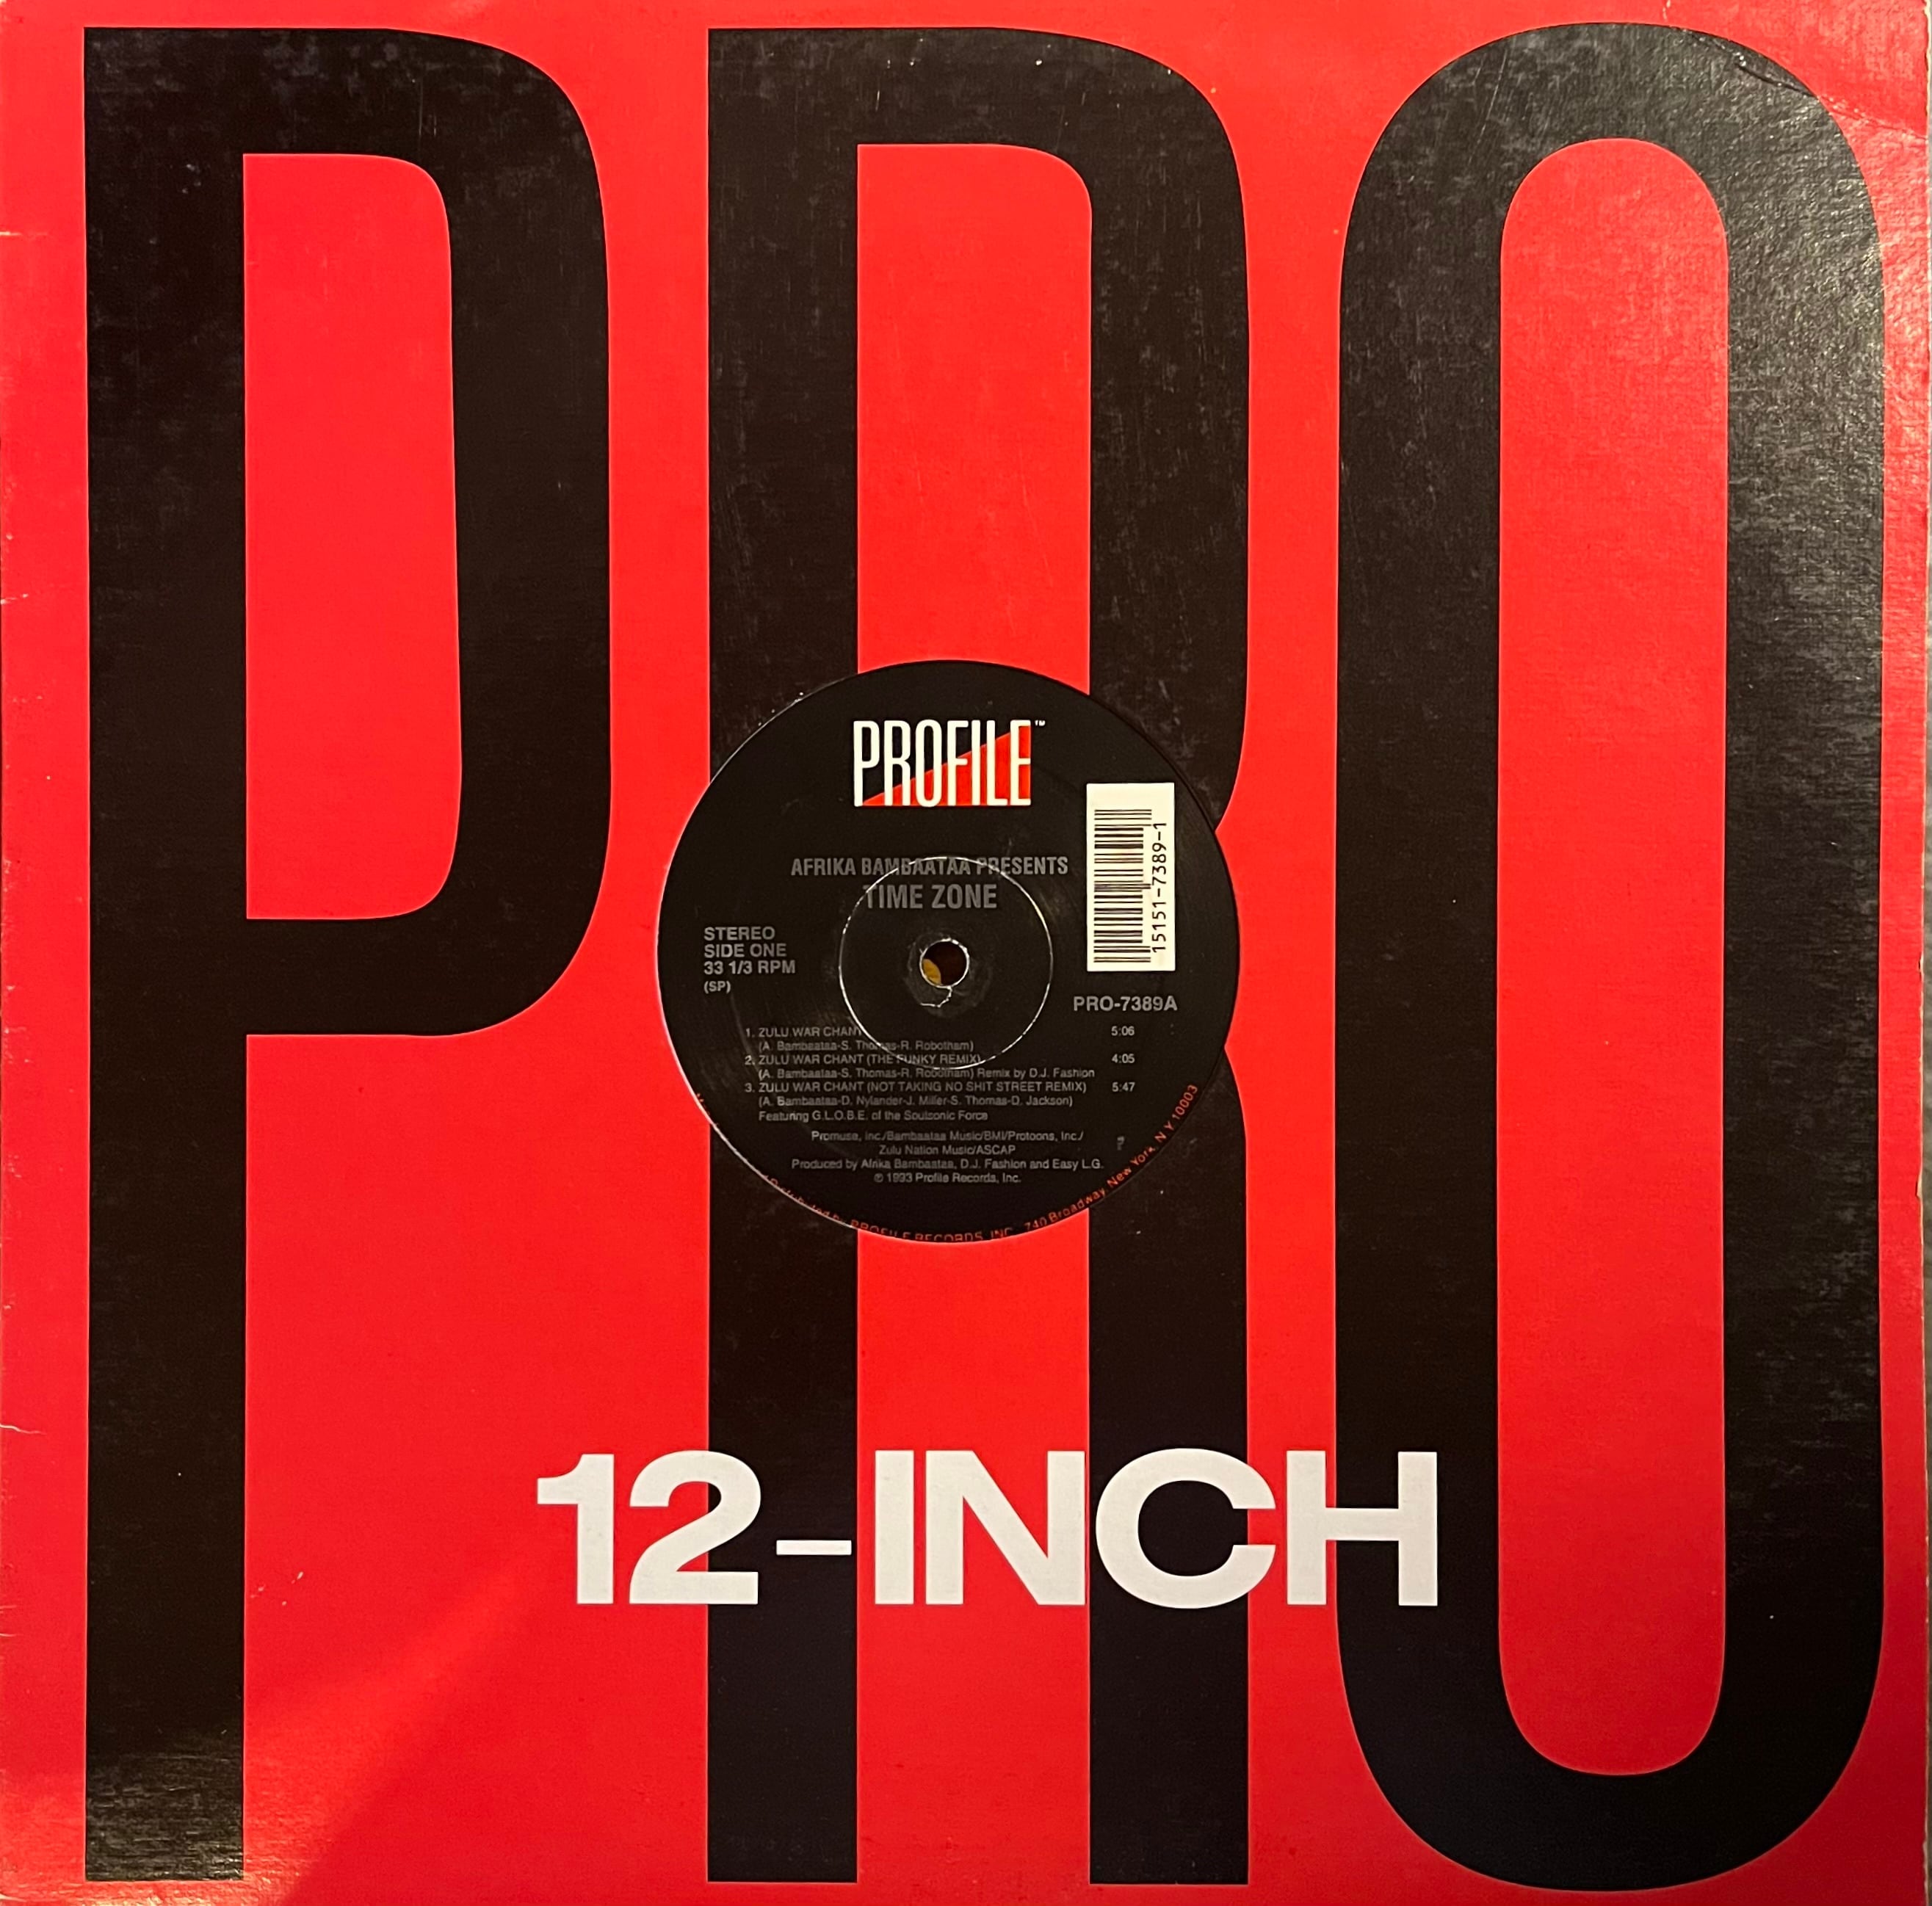 PRO
PROFILE™
AFRIKA BAMBAATAA PRESENTS
TIME ZONE
STEREO
SIDE ONE
33 1/3 RPM
(SP)
15151-7389-1
PRO-7389A
1. ZULU WAR CHANT 5:06
(A. Bambaataa-S. Thomas-R. Robotham)
2. ZULU WAR CHANT (THE FUNKY REMIX) 4:05
(A. Bambaataa-S. Thomas-R. Robotham) Remix by D.J. Fashion
3. ZULU WAR CHANT (NOT TAKING NO SHIT STREET REMIX) 5:47
(A. Bambaataa-D. Nylander-J. Miller-S. Thomas-D. Jackson)
Featuring G.L.O.B.E. of the Soulsonic Force
Promuse, Inc./Bambaataa Music/BMI/Protoons, Inc./
Zulu Nation Music/ASCAP
Produced by Afrika Bambaataa, D.J. Fashion and Easy L.G.
℗ 1993 Profile Records, Inc.
PROFILE RECORDS, INC. 740 Broadway New York, N Y 10003
12-INCH